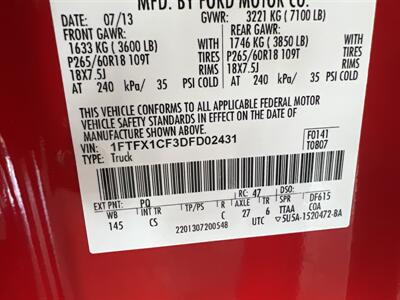 MFD. BY FORD MOTOR CO.
DATE: 07/13 GVWR: 3221 KG ( 7100 LB)
FRONT GAWR: REAR GAWR:
1633 KG ( 3600 LB) WITH 1746 KG ( 3850 LB) WITH
P265/60R18 109T TIRES P265/60R18 109T TIRES
18X7.5J RIMS 18X7.5J RIMS
AT 240 kPa/ 35 PSI COLD AT 240 kPa/ 35 PSI COLD
THIS VEHICLE CONFORMS TO ALL APPLICABLE FEDERAL MOTOR
VEHICLE SAFETY STANDARDS IN EFFECT ON THE DATE OF
MANUFACTURE SHOWN ABOVE.
VIN: 1FTFX1CF3DFD02431 F0141
TYPE: Truck T0807
EXT PNT: PQ RC: 47 DSO:
WB INT TR TP/PS R AXLE TR SPR DF615
145 CS C 27 6 TTAA COA
2201307200548 UTC ▽5U5A-1520472-BA